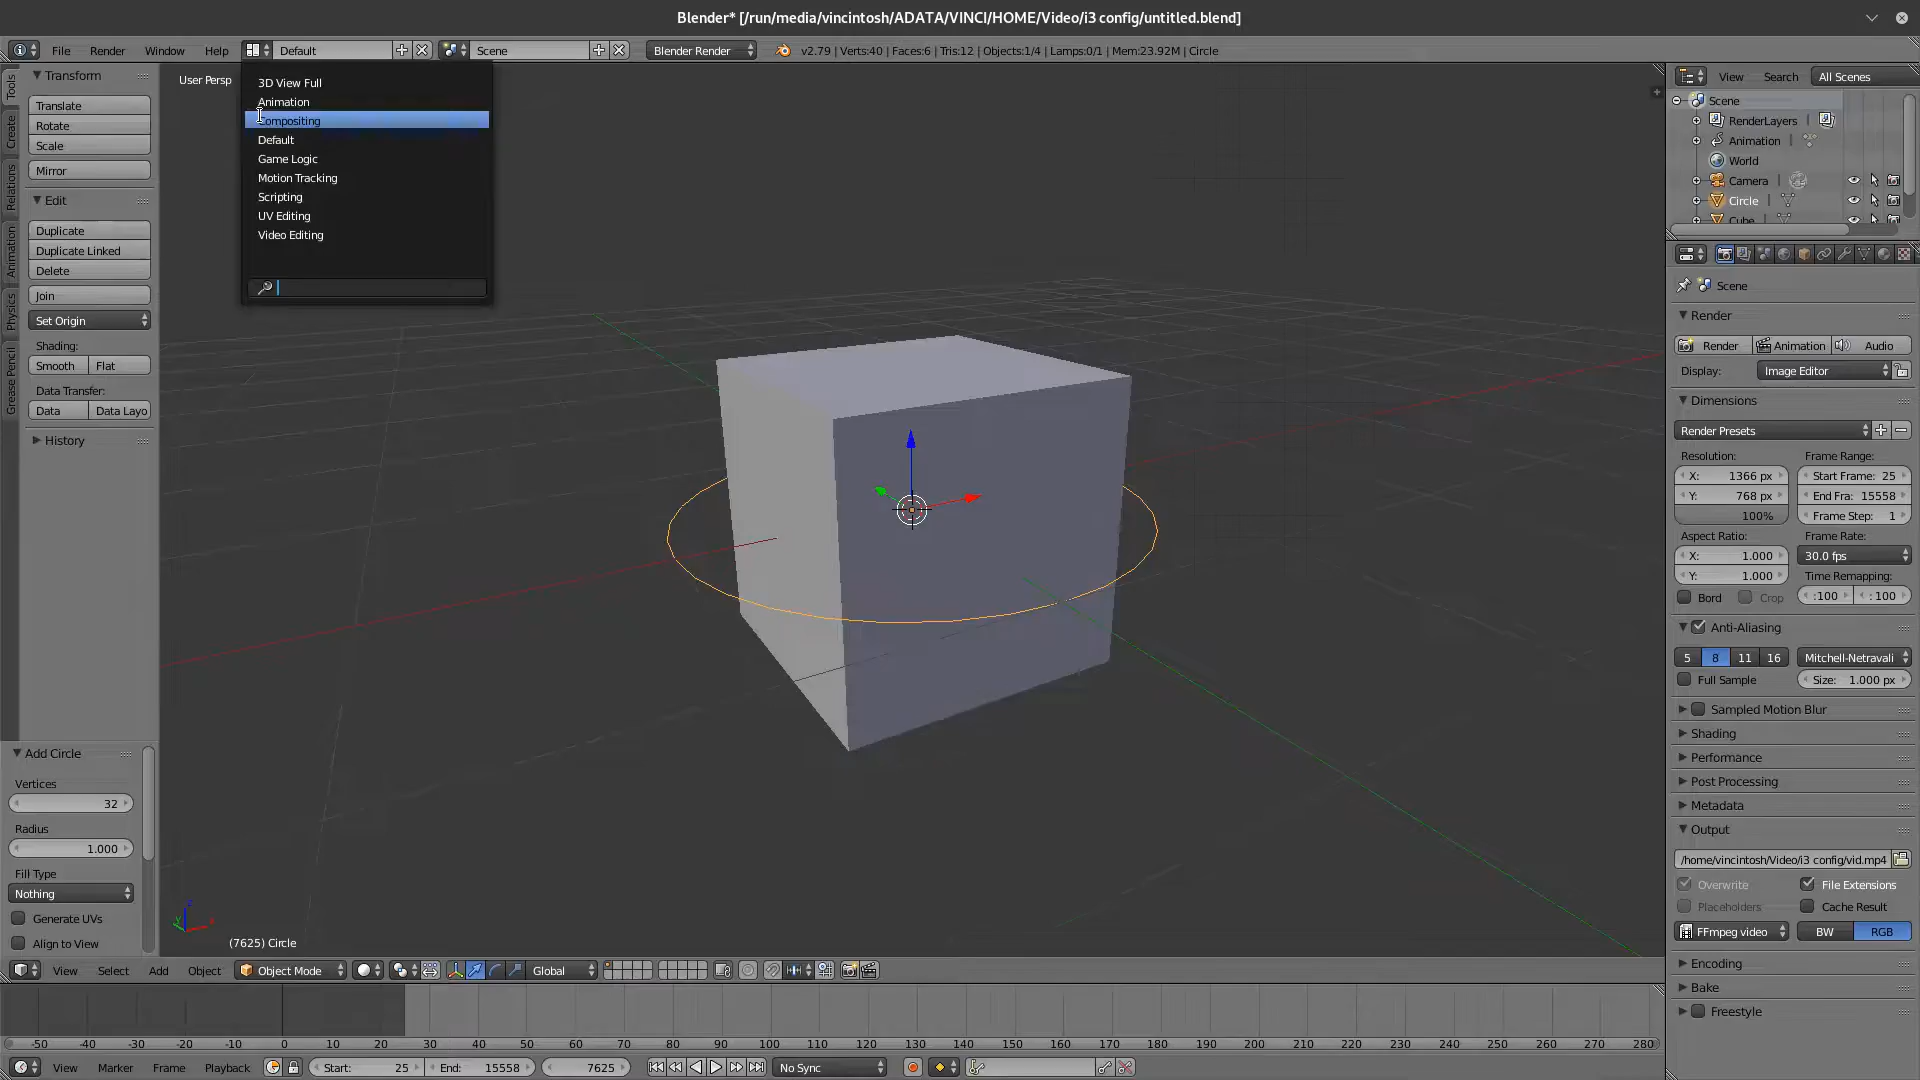 Blender* [/run/media/vincintosh/ADATA/VINCI/HOME/Video/i3 config/untitled.blend]
File Render Window Help Default Scene Blender Render v2.79 | Verts:40 | Faces:6 | Tris:12 | Objects:1/4 | Lamps:0/1 | Mem:23.92M | Circle
Tools
Create
Relations
Animation
Physics
Grease Pencil
Transform
Translate
Rotate
Scale
Mirror
Edit
Duplicate
Duplicate Linked
Delete
Join
Set Origin
Shading:
Smooth Flat
Data Transfer:
Data Data Layo
History
Add Circle
Vertices
32
Radius
1.000
Fill Type
Nothing
Generate UVs
Align to View
User Persp
3D View Full
Animation
Compositing
Default
Game Logic
Motion Tracking
Scripting
UV Editing
Video Editing
(7625) Circle
View Select Add Object Object Mode Global
-50 -40 -30 -20 -10 0 10 20 30 40 50 60 70 80 90 100 110 120 130 140 150 160 170 180 190 200 210 220 230 240 250 260 270 280
View Marker Frame Playback Start: 25 End: 15558 7625 No Sync
View Search All Scenes
Scene
RenderLayers
Animation
World
Camera
Circle
Cube
Scene
Render
Render Animation Audio
Display: Image Editor
Dimensions
Render Presets
Resolution: Frame Range:
X: 1366 px Start Frame: 25
Y: 768 px End Fra: 15558
100% Frame Step: 1
Aspect Ratio: Frame Rate:
X: 1.000 30.0 fps
Y: 1.000 Time Remapping:
Bord Crop :100 : 100
Anti-Aliasing
5 8 11 16 Mitchell-Netravali
Full Sample Size: 1.000 px
Sampled Motion Blur
Shading
Performance
Post Processing
Metadata
Output
/home/vincintosh/Video/i3 config/vid.mp4
Overwrite File Extensions
Placeholders Cache Result
FFmpeg video BW RGB
Encoding
Bake
Freestyle